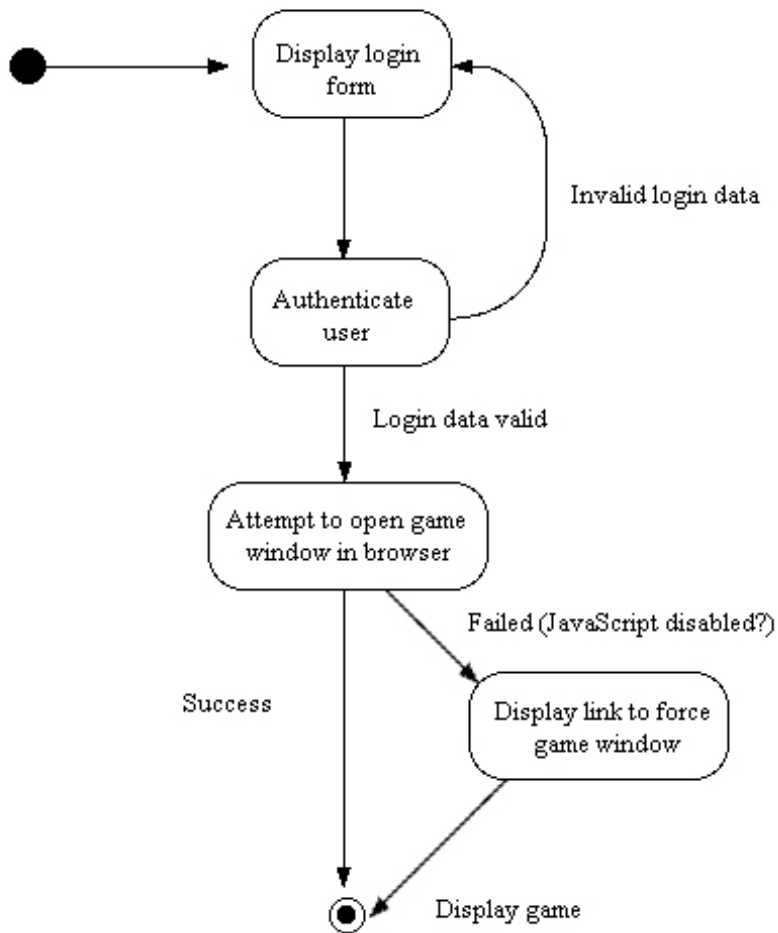 Display login
form
Invalid login data
Authenticate
user
Login data valid
Attempt to open game
window in browser
Failed (JavaScript disabled?)
Success
Display link to force
game window
Display game